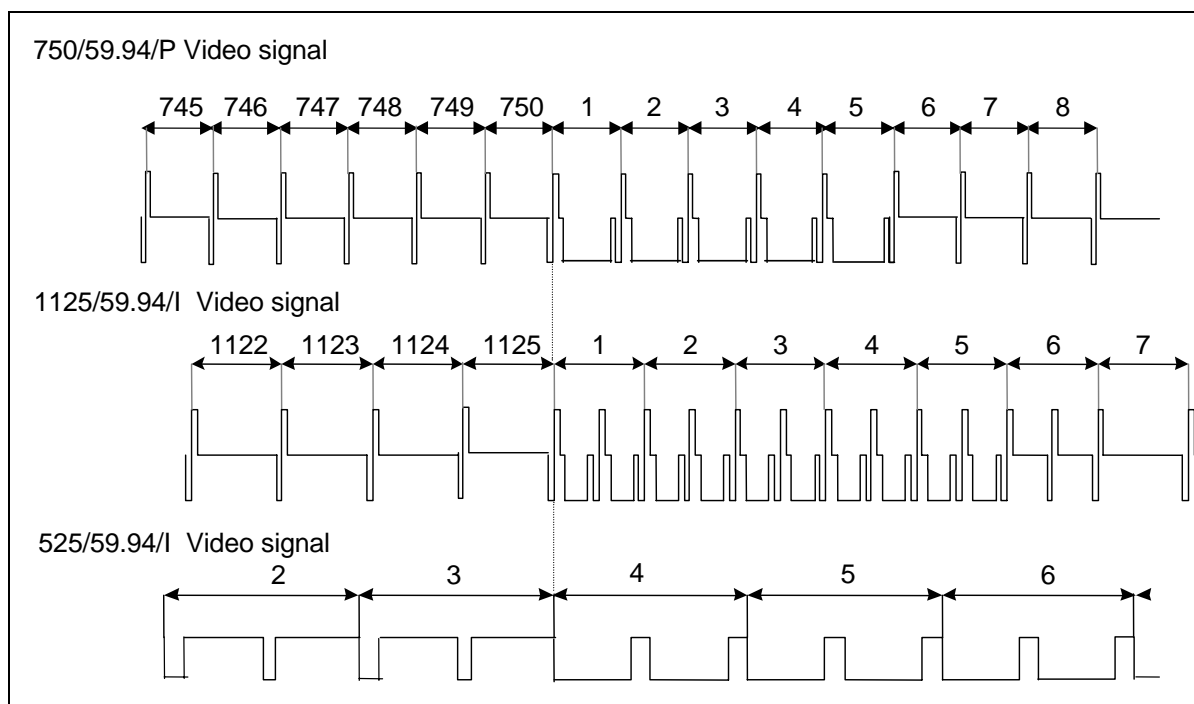 750/59.94/P Video signal
745 746 747 748 749 750 1 2 3 4 5 6 7 8
1125/59.94/I Video signal
1122 1123 1124 1125 1 2 3 4 5 6 7
525/59.94/I Video signal
2 3 4 5 6